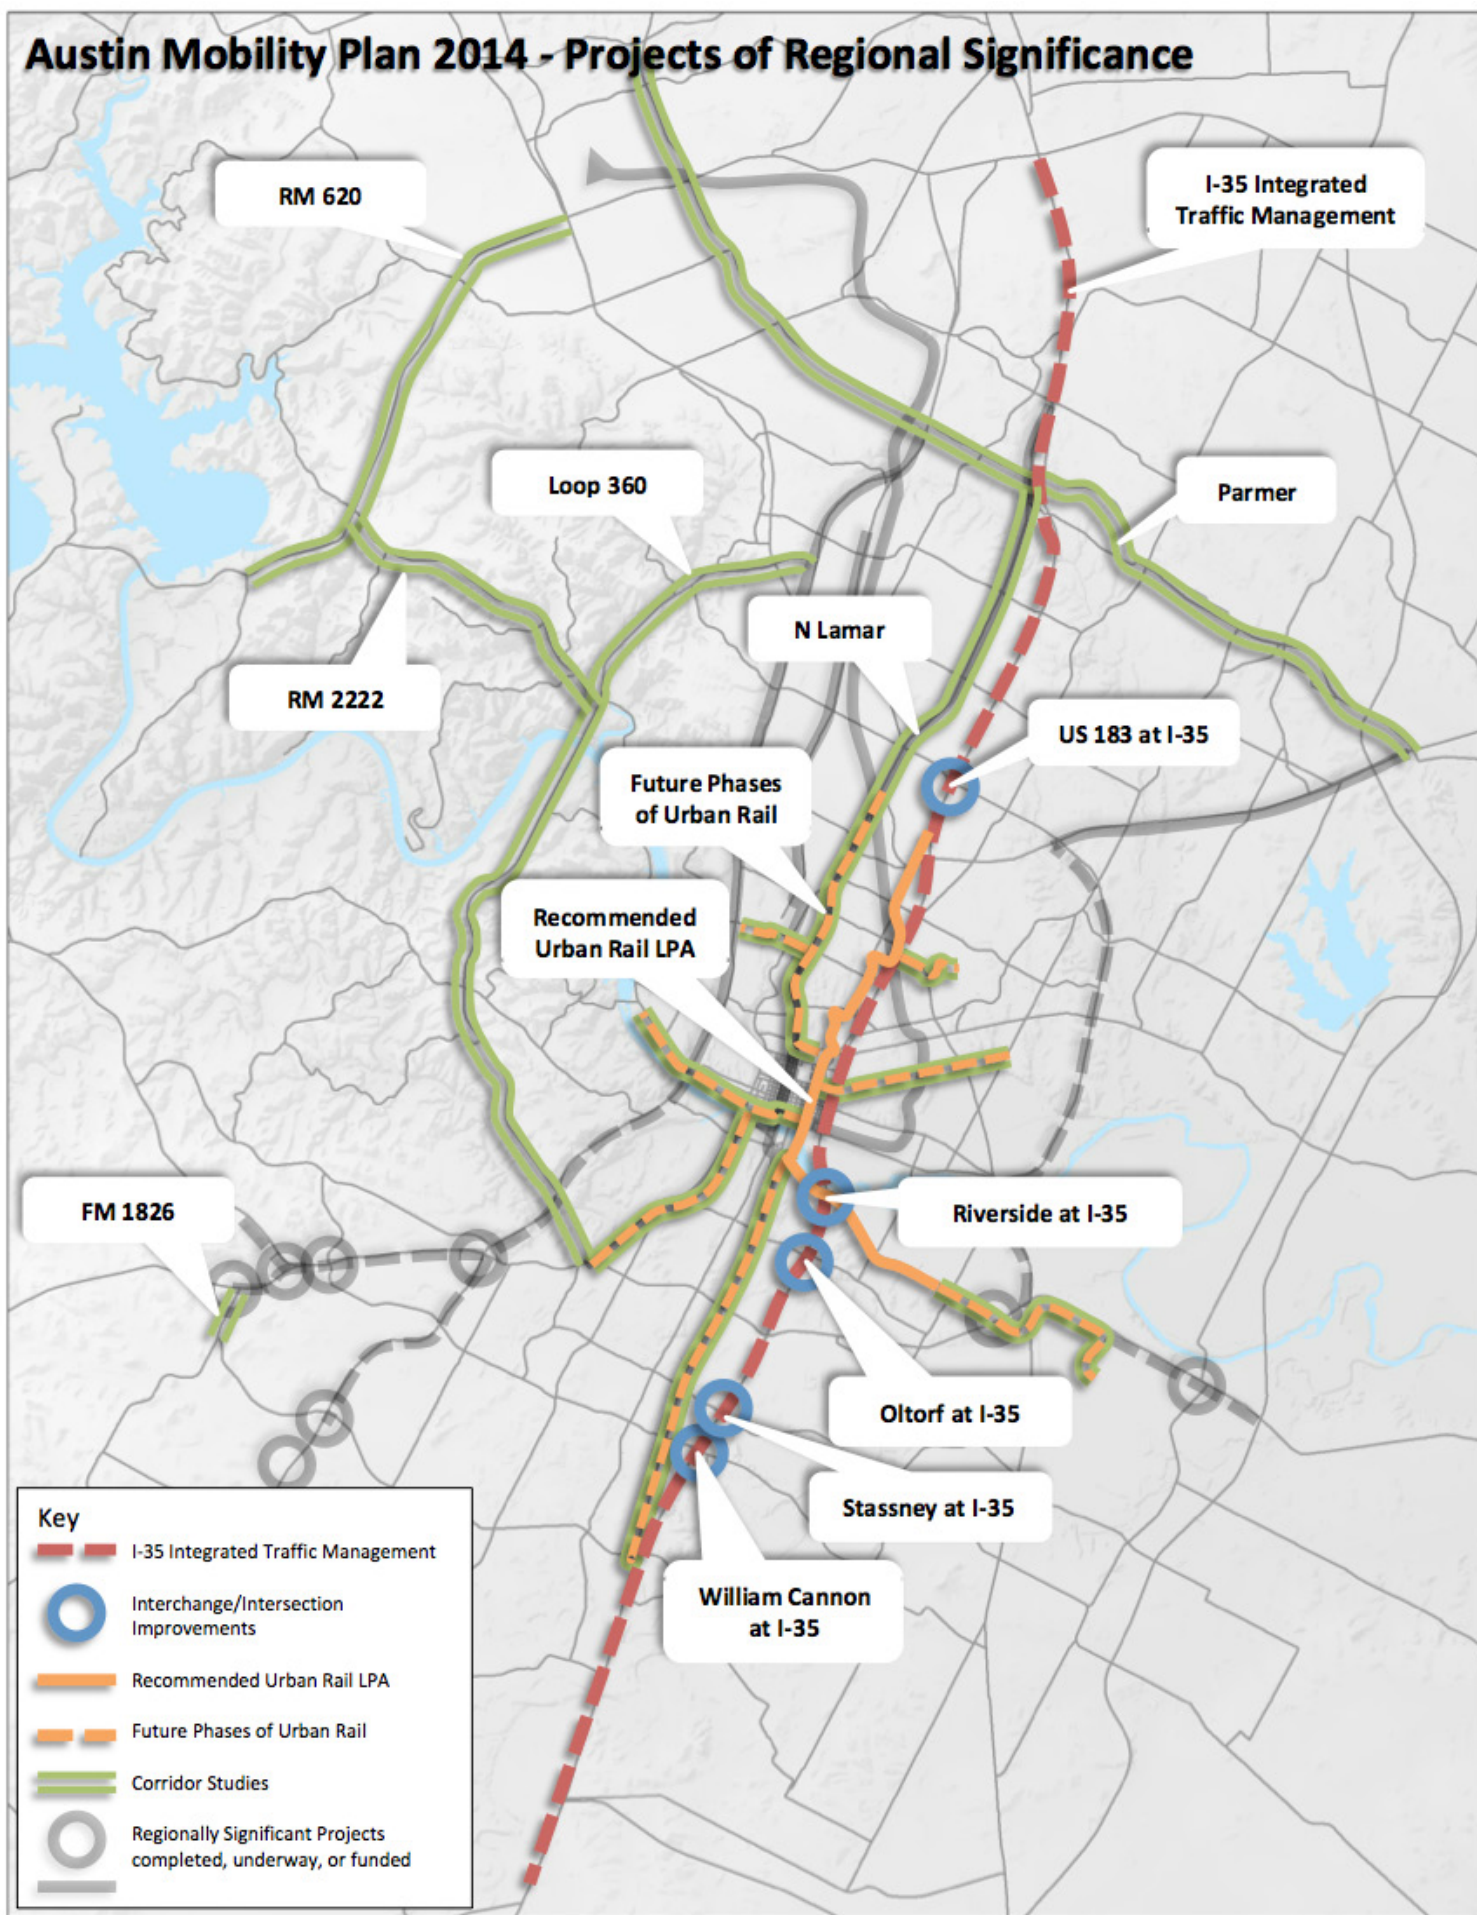 Austin Mobility Plan 2014 - Projects of Regional Significance
RM 620
I-35 Integrated
Traffic Management
Loop 360
Parmer
N Lamar
RM 2222
US 183 at I-35
Future Phases
of Urban Rail
Recommended
Urban Rail LPA
FM 1826
Riverside at I-35
Oltorf at I-35
Stassney at I-35
William Cannon
at I-35
Key
I-35 Integrated Traffic Management
Interchange/Intersection
Improvements
Recommended Urban Rail LPA
Future Phases of Urban Rail
Corridor Studies
Regionally Significant Projects
completed, underway, or funded